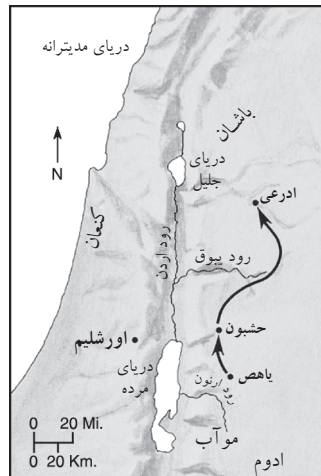 دریای مدیترانه
باشان
دریای
جلیل
N
ادرعی
کنعان
رود اردن
رود یبوق
حشبون
اورشلیم
دریای
مرده
یاهص
رود ارنون
موآب
ادوم
0 20 Mi.
0 20 Km.